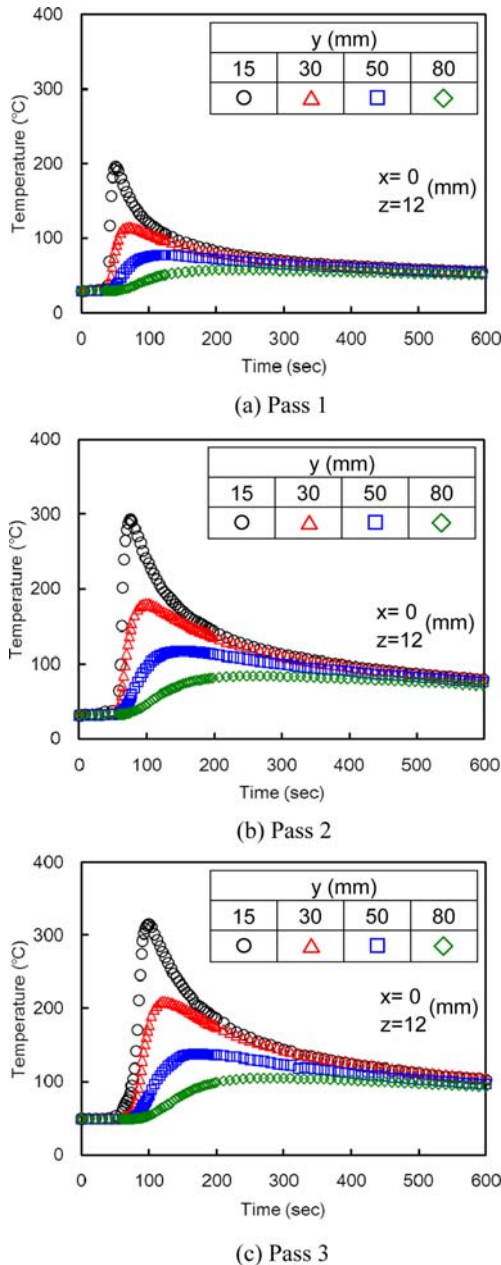 400
y (mm)
15 30 50 80
300
Temperature (°C)
200
x= 0
(mm)
z=12
100
0
0 100 200 300 400 500 600
Time (sec)
(a) Pass 1
400
y (mm)
15 30 50 80
300
Temperature (°C)
200
x= 0
(mm)
z=12
100
0
0 100 200 300 400 500 600
Time (sec)
(b) Pass 2
400
y (mm)
15 30 50 80
300
Temperature (°C)
200
x= 0
(mm)
z=12
100
0
0 100 200 300 400 500 600
Time (sec)
(c) Pass 3